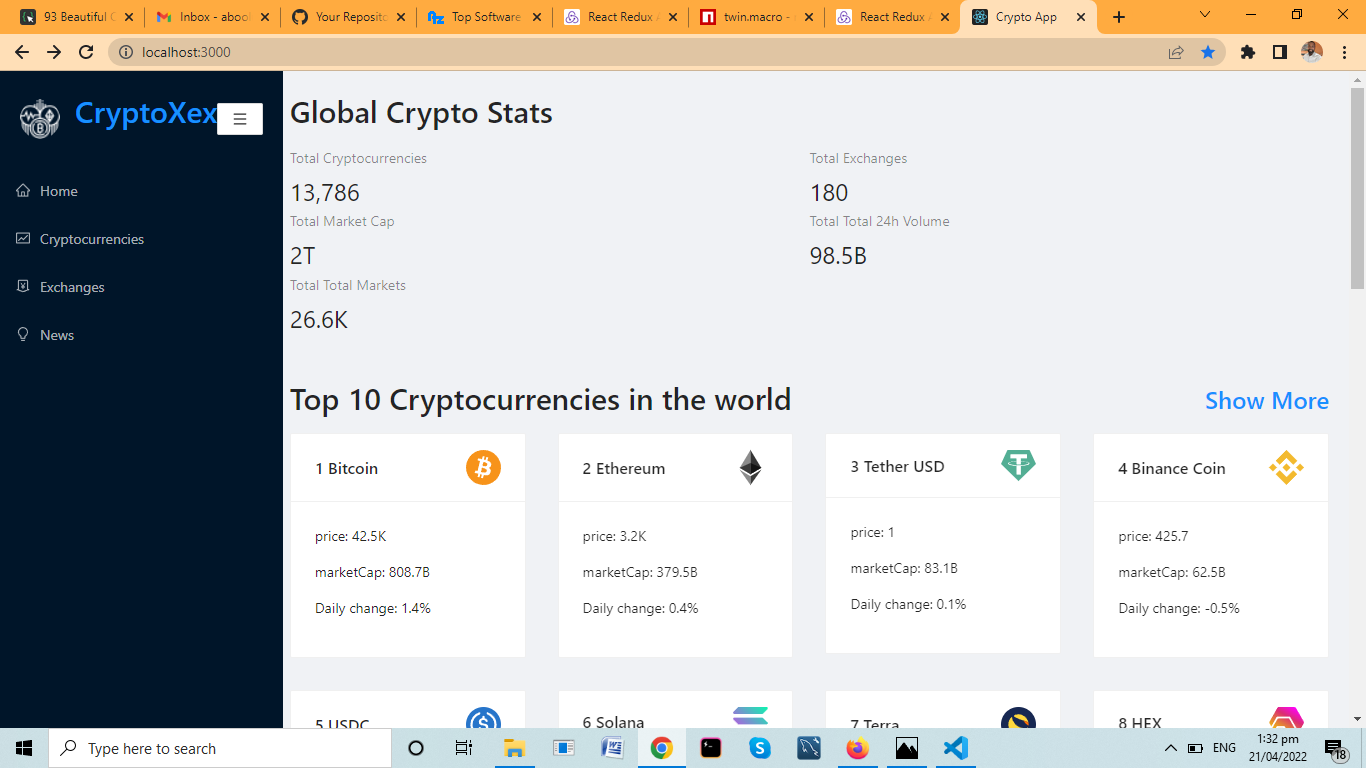 93 Beautiful C
Inbox - abool
Your Reposito
Top Software
React Redux A
twin.macro -
React Redux A
Crypto App
localhost:3000
CryptoXex
Home
Cryptocurrencies
Exchanges
News
Global Crypto Stats
Total Cryptocurrencies
Total Exchanges
13,786
180
Total Market Cap
Total Total 24h Volume
2T
98.5B
Total Total Markets
26.6K
Top 10 Cryptocurrencies in the world
Show More
1 Bitcoin
price: 42.5K
marketCap: 808.7B
Daily change: 1.4%
2 Ethereum
price: 3.2K
marketCap: 379.5B
Daily change: 0.4%
3 Tether USD
price: 1
marketCap: 83.1B
Daily change: 0.1%
4 Binance Coin
price: 425.7
marketCap: 62.5B
Daily change: -0.5%
5 USDC
6 Solana
7 Terra
8 HEX
Type here to search
ENG
1:32 pm
21/04/2022
18